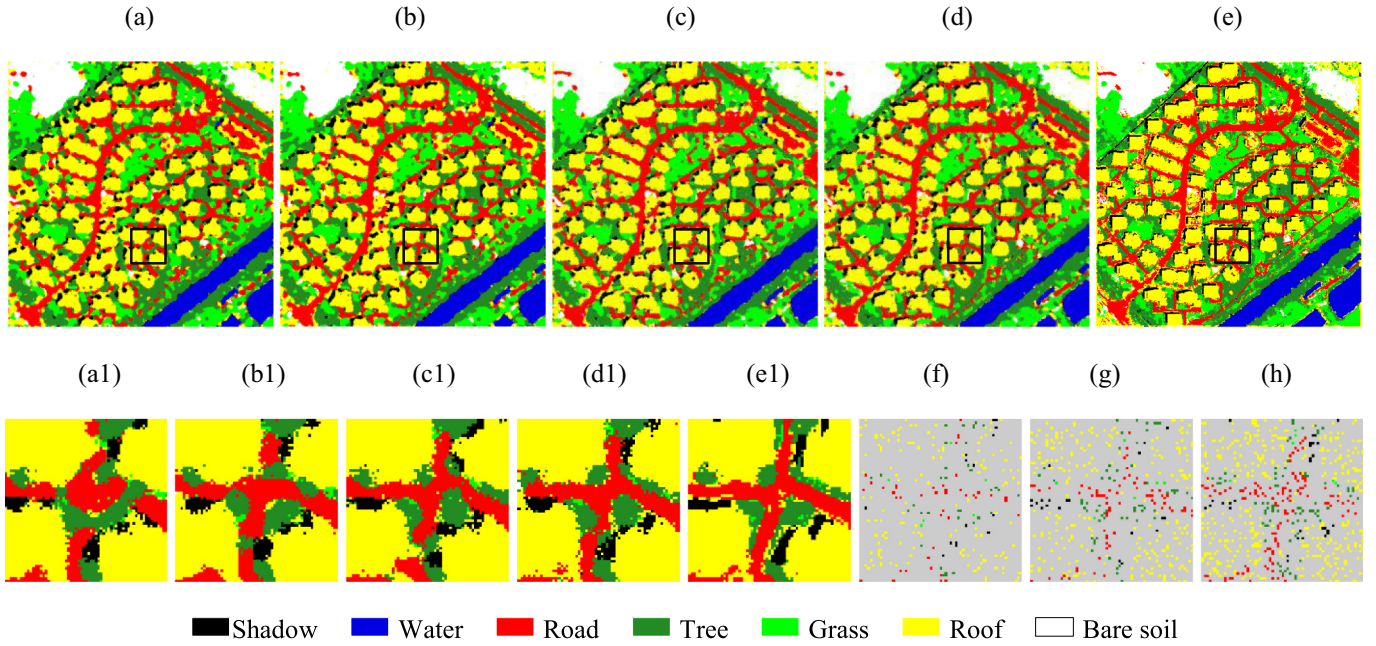 (a) (b) (c) (d) (e)
(a1) (b1) (c1) (d1) (e1) (f) (g) (h)
Shadow Water Road Tree Grass Roof Bare soil